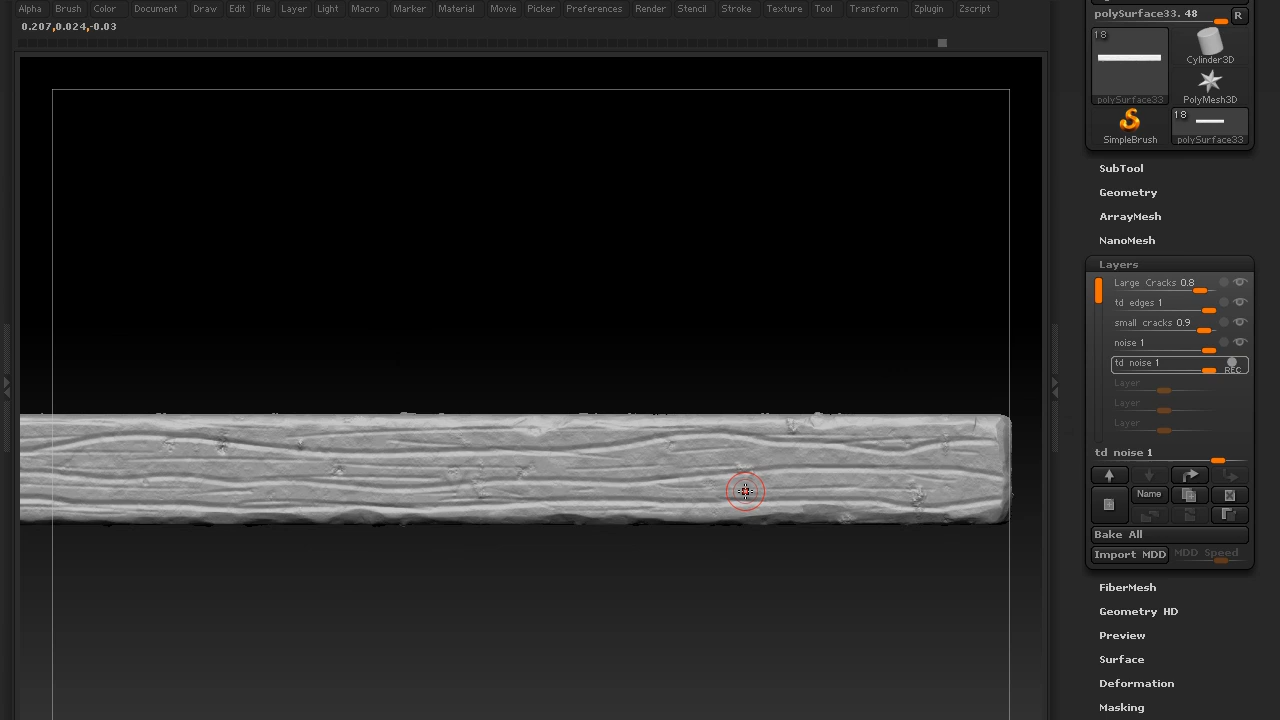 Alpha Brush Color Document Draw Edit File Layer Light Macro Marker Material Movie Picker Preferences Render Stencil Stroke Texture Tool Transform Zplugin Zscript
0.207,0.024,-0.03
polySurface33. 48 R
18
polySurface33
Cylinder3D
PolyMesh3D
SimpleBrush
18
polySurface33
SubTool
Geometry
ArrayMesh
NanoMesh
Layers
Large Cracks 0.8
td edges 1
small cracks 0.9
noise 1
td noise 1 REC
Layer
Layer
Layer
td noise 1
Name
Bake All
Import MDD MDD Speed
FiberMesh
Geometry HD
Preview
Surface
Deformation
Masking